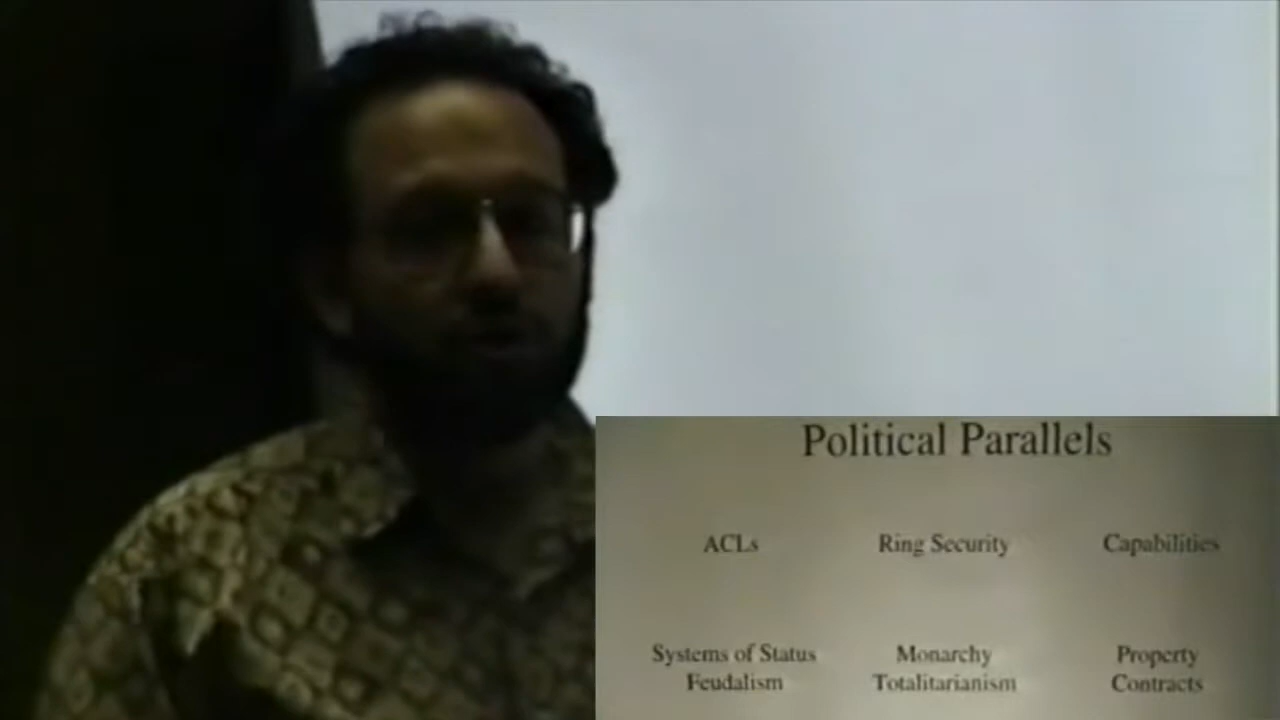 Political Parallels
ACLs Ring Security Capabilities
Systems of Status Monarchy Property
Feudalism Totalitarianism Contracts